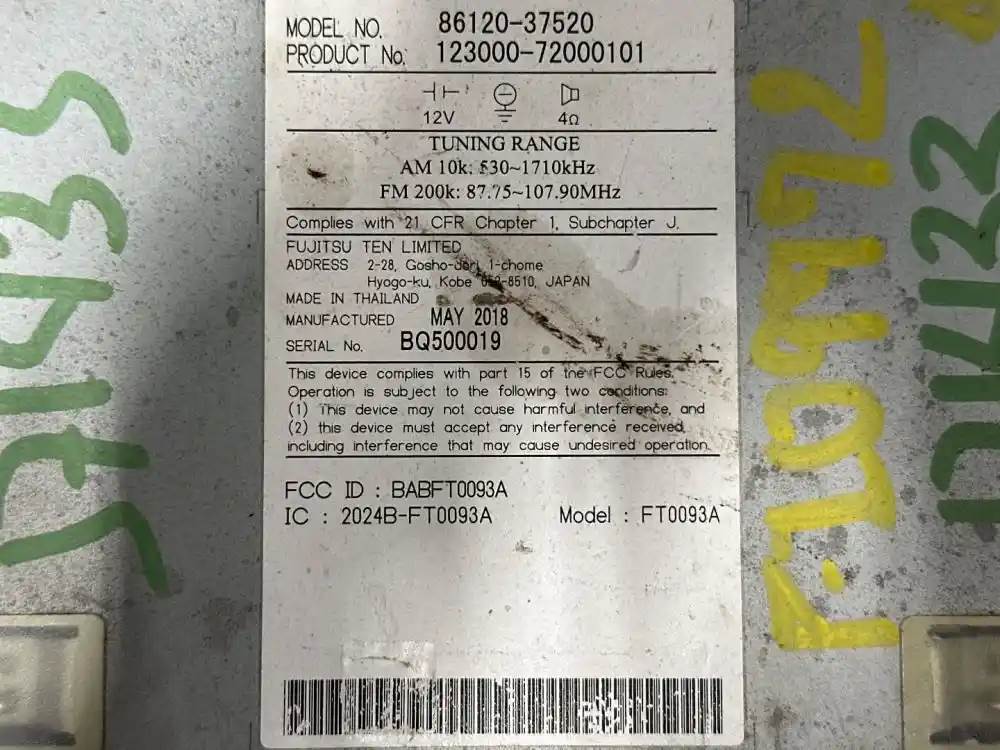 MODEL NO. 86120-37520
PRODUCT No. 123000-72000101
12V 4Ω
TUNING RANGE
AM 10k: 530~1710kHz
FM 200k: 87.75~107.90MHz
Complies with 21 CFR Chapter 1, Subchapter J.
FUJITSU TEN LIMITED
ADDRESS 2-28, Gosho-dori 1-chome
Hyogo-ku, Kobe 652-8510, JAPAN
MADE IN THAILAND
MANUFACTURED MAY 2018
SERIAL No. BQ500019
This device complies with part 15 of the FCC Rules.
Operation is subject to the following two conditions:
(1) This device may not cause harmful interference, and
(2) this device must accept any interference received,
including interference that may cause undesired operation.
FCC ID : BABFT0093A
IC : 2024B-FT0093A Model : FT0093A